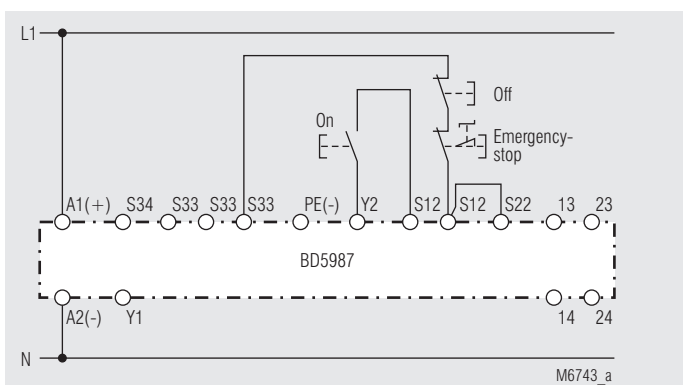 L1
Off
On
Emergency-
stop
A1(+) S34 S33 S33 S33 PE(-) Y2 S12 S12 S22 13 23
BD5987
A2(-) Y1 14 24
N
M6743_a